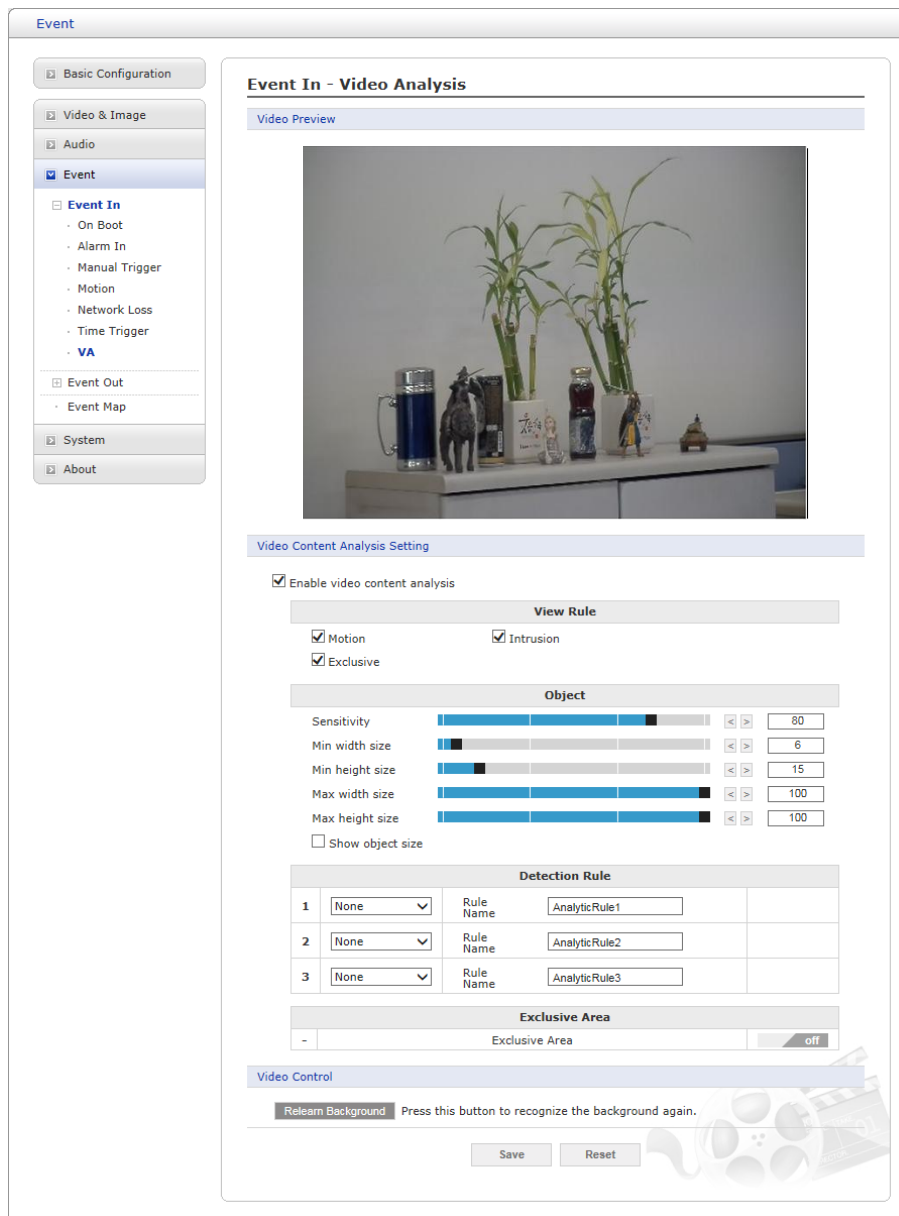 Event
Basic Configuration
Video & Image
Audio
Event
Event In
On Boot
Alarm In
Manual Trigger
Motion
Network Loss
Time Trigger
VA
Event Out
Event Map
System
About
Event In - Video Analysis
Video Preview
Video Content Analysis Setting
Enable video content analysis
View Rule
Motion
Intrusion
Exclusive
Object
Sensitivity < > 80
Min width size < > 6
Min height size < > 15
Max width size < > 100
Max height size < > 100
Show object size
Detection Rule
1 None Rule Name AnalyticRule1
2 None Rule Name AnalyticRule2
3 None Rule Name AnalyticRule3
Exclusive Area
- Exclusive Area off
Video Control
Relearn Background Press this button to recognize the background again.
Save Reset